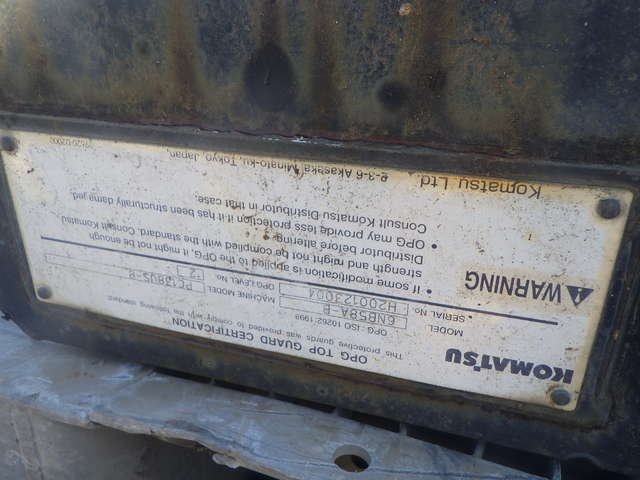 KOMATSU
OPG TOP GUARD CERTIFICATION
This protective guards was provided to comply with the following standard.
OPG: ISO 10262:1998
MODEL 6NB58A-B MACHINE MODEL PC138US-8
SERIAL NO. H200123004 OPG LEVEL NO. 2
WARNING
• If some modification is applied to the OPG, it might not be enough
strength and might not be complied with the standard. Consult Komatsu
Distributor before altering.
• OPG may provide less protection if it has been structurally damaged.
Consult Komatsu Distributor in that case.
Komatsu Ltd.
2-3-6 Akasaka Minato-ku, Tokyo Japan.